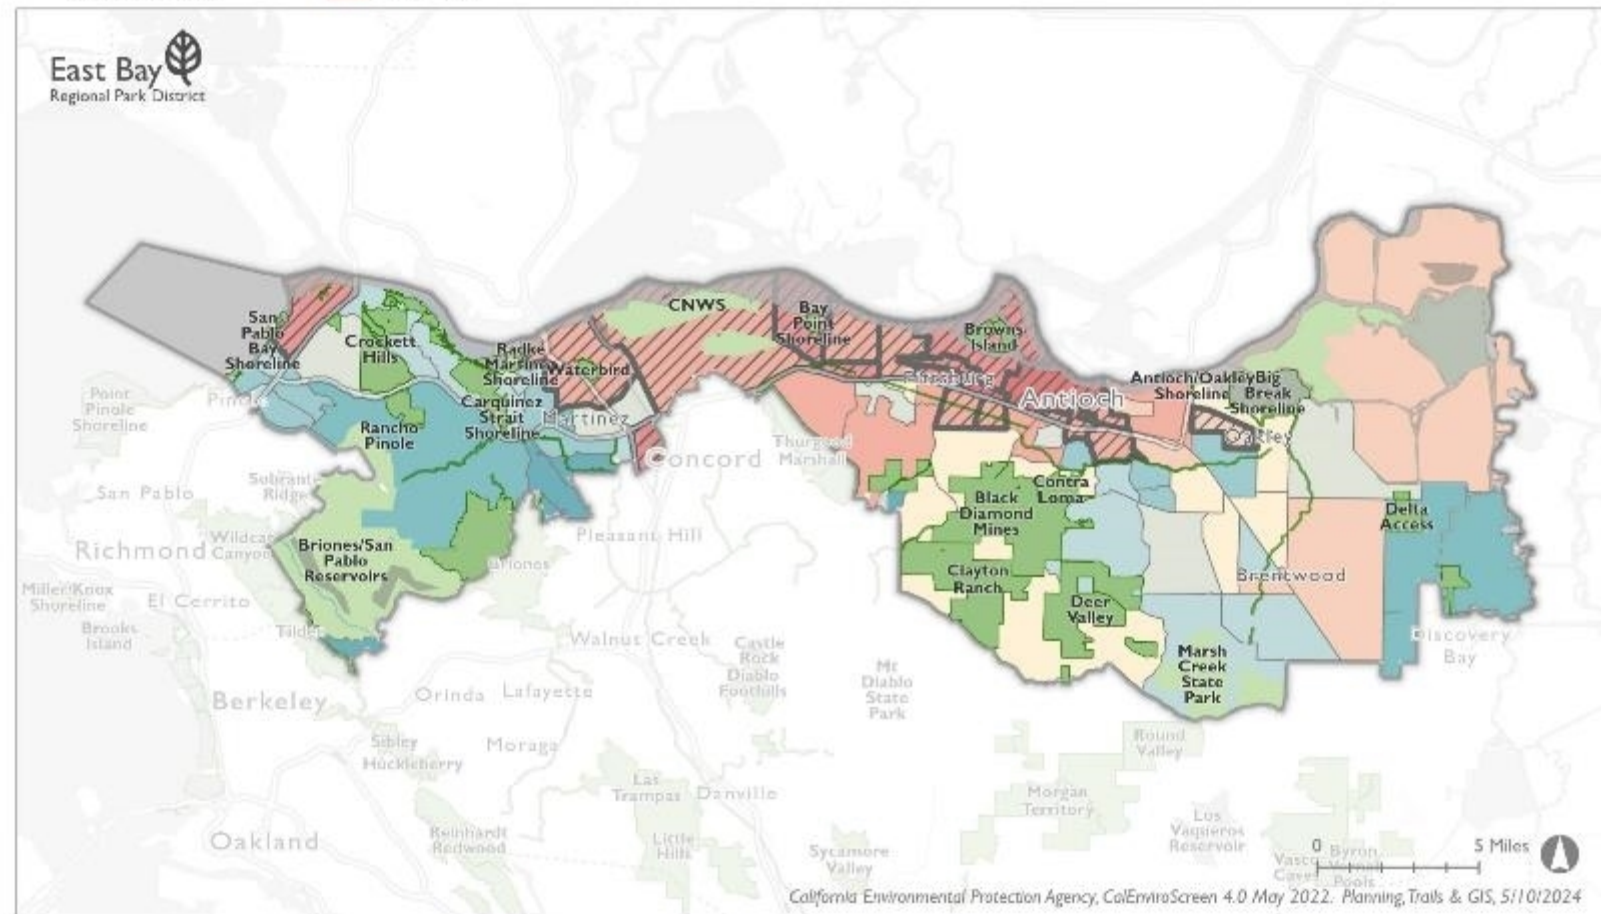 East Bay
Regional Park District
San
Pablo
Bay
Shoreline
Crockett
Hills
Radke
Martinez
Shoreline
Waterbird
CNWS
Bay
Point
Shoreline
Browns
Island
Pittsburg
Antioch
Antioch/Oakley
Shoreline
Big
Break
Shoreline
Oakley
Point
Pinole
Shoreline
Rancho
Pinole
Carquinez
Strait
Shoreline
Martinez
Concord
Thurgood
Marshall
San Pablo
Sobrante
Ridge
Richmond
Wildcat
Canyon
Briones/San
Pablo
Reservoirs
Briones
Pleasant Hill
Black
Diamond
Mines
Contra
Loma
Clayton
Ranch
Deer
Valley
Delta
Access
Brentwood
Discovery
Bay
Marsh
Creek
State
Park
Miller/Knox
Shoreline
El Cerrito
Brooks
Island
Tilden
Walnut Creek
Castle
Rock
Diablo
Foothills
Mt
Diablo
State
Park
Berkeley
Orinda
Lafayette
Sibley
Huckleberry
Moraga
Round
Valley
Las
Trampas
Danville
Morgan
Territory
Los
Vaqueros
Reservoir
Oakland
Reinhardt
Redwood
Little
Hills
Sycamore
Valley
Vasco
Caves
Byron
Vernal
Pools
0
5 Miles
California Environmental Protection Agency, CalEnviroScreen 4.0 May 2022. Planning, Trails & GIS, 5/10/2024